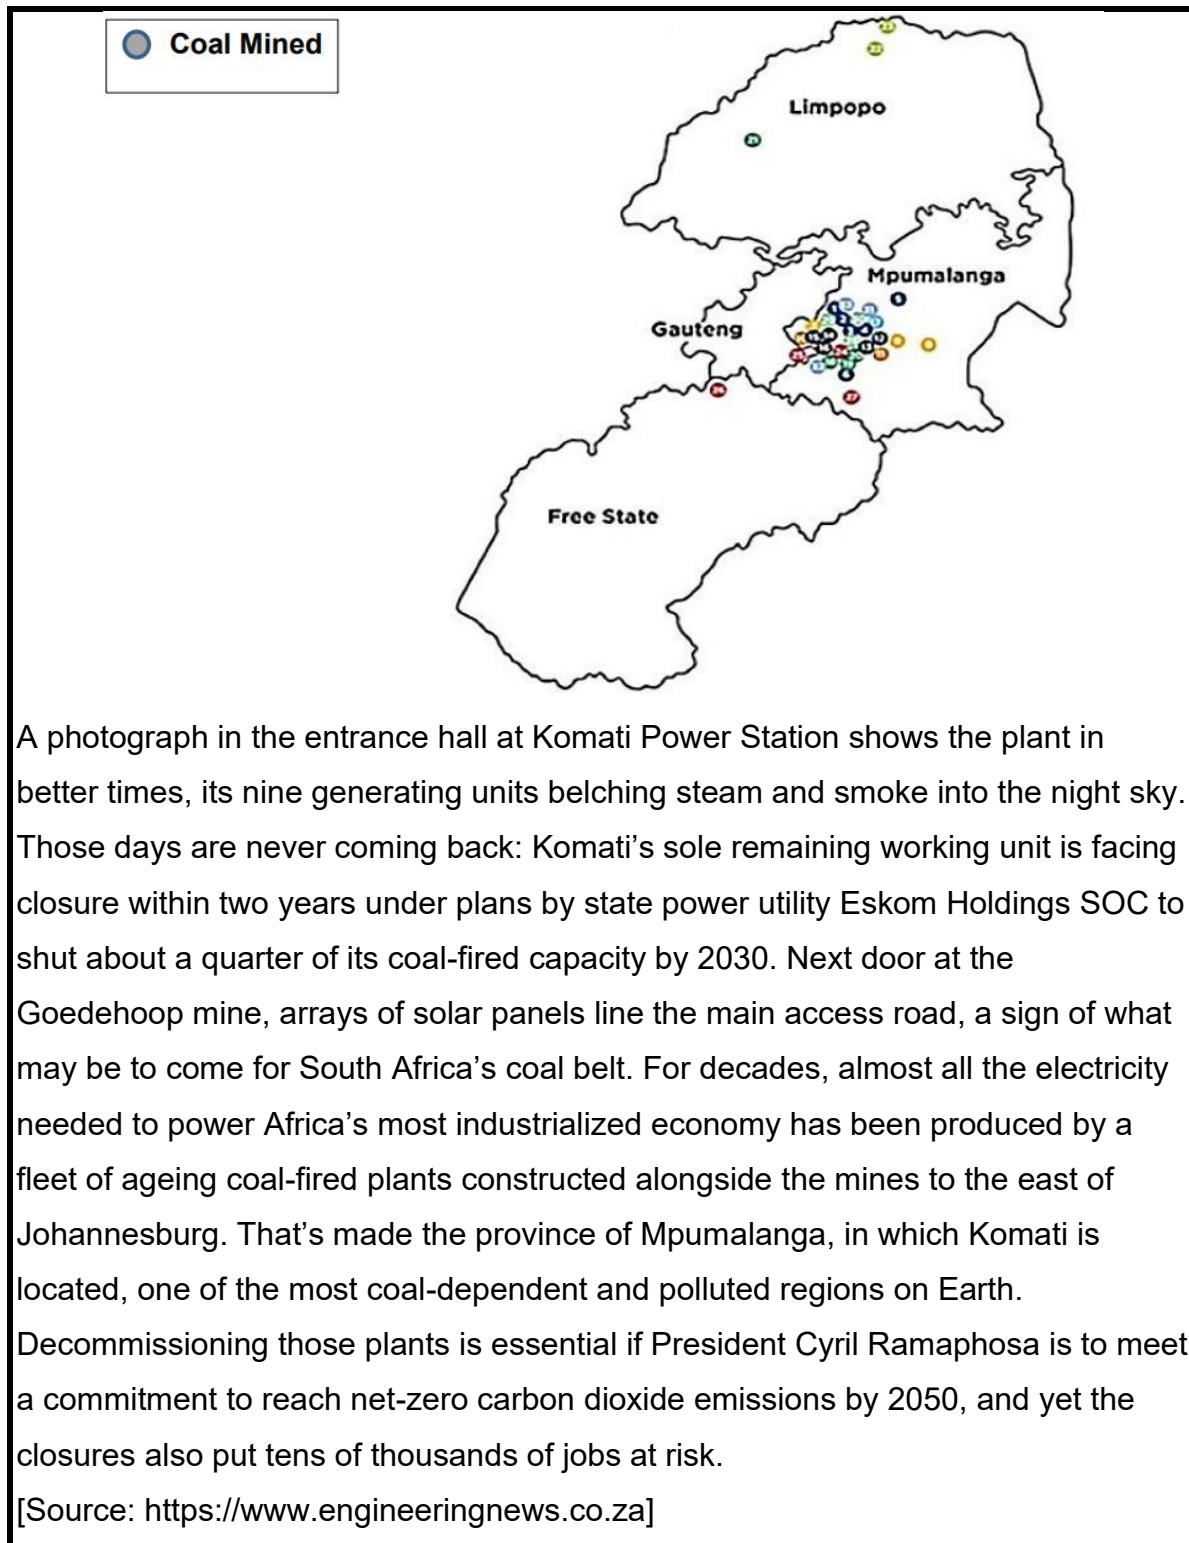 Coal Mined
Limpopo
Mpumalanga
Gauteng
27
Free State
A photograph in the entrance hall at Komati Power Station shows the plant in
better times, its nine generating units belching steam and smoke into the night sky.
Those days are never coming back: Komati’s sole remaining working unit is facing
closure within two years under plans by state power utility Eskom Holdings SOC to
shut about a quarter of its coal-fired capacity by 2030. Next door at the
Goedehoop mine, arrays of solar panels line the main access road, a sign of what
may be to come for South Africa’s coal belt. For decades, almost all the electricity
needed to power Africa’s most industrialized economy has been produced by a
fleet of ageing coal-fired plants constructed alongside the mines to the east of
Johannesburg. That’s made the province of Mpumalanga, in which Komati is
located, one of the most coal-dependent and polluted regions on Earth.
Decommissioning those plants is essential if President Cyril Ramaphosa is to meet
a commitment to reach net-zero carbon dioxide emissions by 2050, and yet the
closures also put tens of thousands of jobs at risk.
[Source: https://www.engineeringnews.co.za]